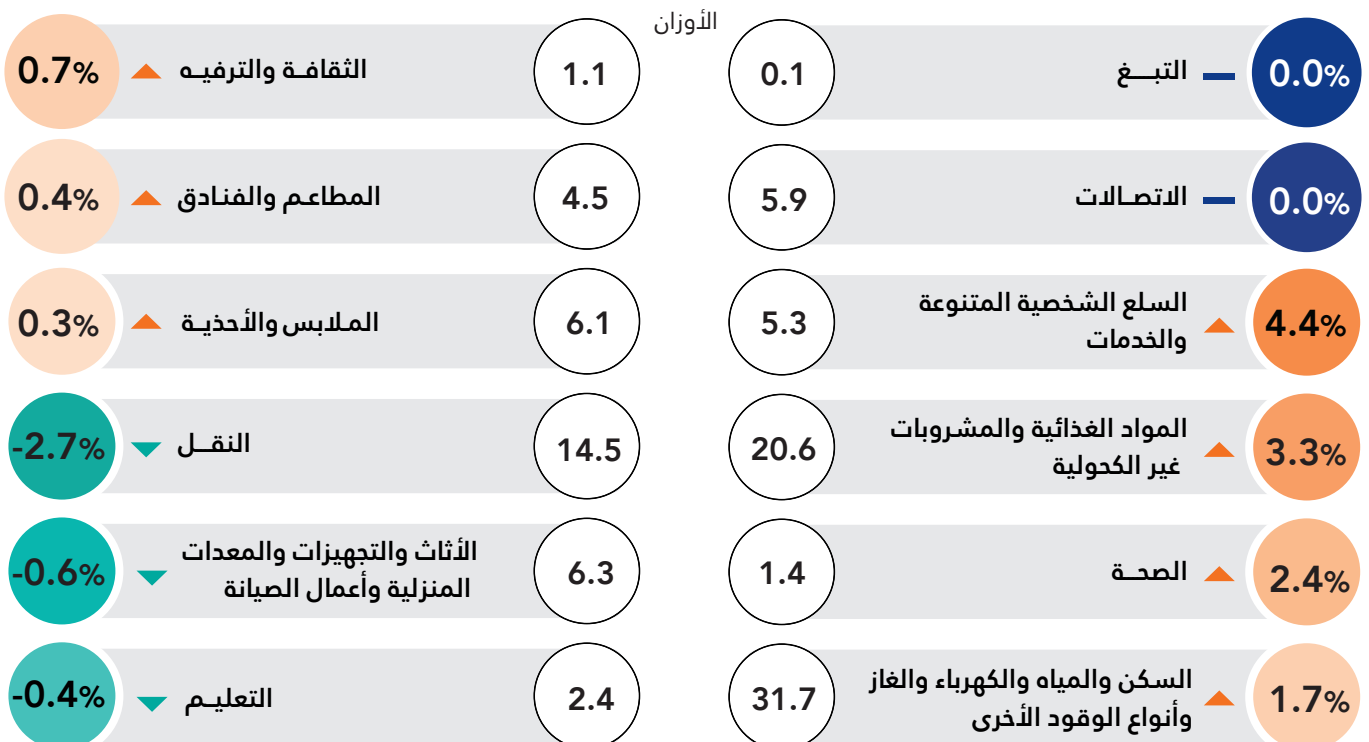 الأوزان
0.0% التبغ 0.1
1.1 الثقافة والترفيه 0.7%
0.0% الاتصالات 5.9
4.5 المطاعم والفنادق 0.4%
4.4% السلع الشخصية المتنوعة
والخدمات 5.3
6.1 الملابس والأحذية 0.3%
3.3% المواد الغذائية والمشروبات
غير الكحولية 20.6
14.5 النقل -2.7%
2.4% الصحة 1.4
6.3 الأثاث والتجهيزات والمعدات
المنزلية وأعمال الصيانة -0.6%
1.7% السكن والمياه والكهرباء والغاز
وأنواع الوقود الأخرى 31.7
2.4 التعليم -0.4%